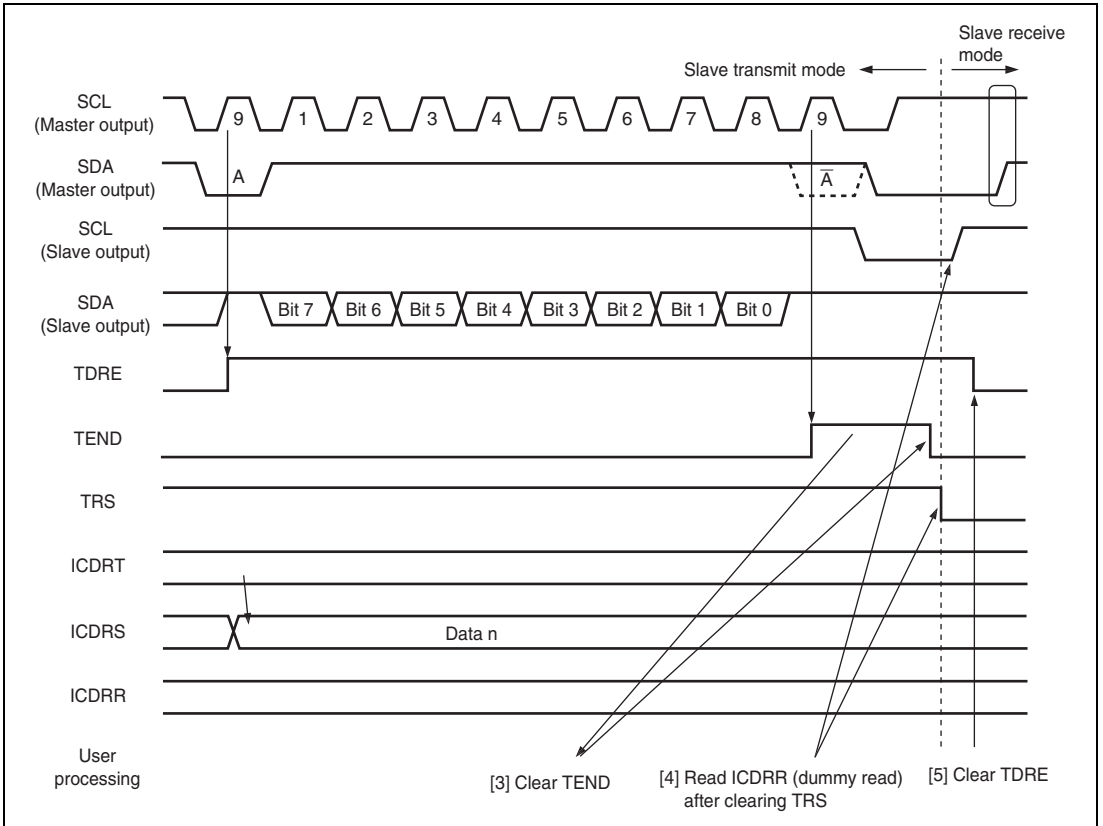 Slave receive
mode
Slave transmit mode
SCL
(Master output)
9 1 2 3 4 5 6 7 8 9
SDA
(Master output)
A A̅
SCL
(Slave output)
SDA
(Slave output)
Bit 7 Bit 6 Bit 5 Bit 4 Bit 3 Bit 2 Bit 1 Bit 0
TDRE
TEND
TRS
ICDRT
ICDRS
Data n
ICDRR
User
processing
[3] Clear TEND
[4] Read ICDRR (dummy read)
after clearing TRS
[5] Clear TDRE